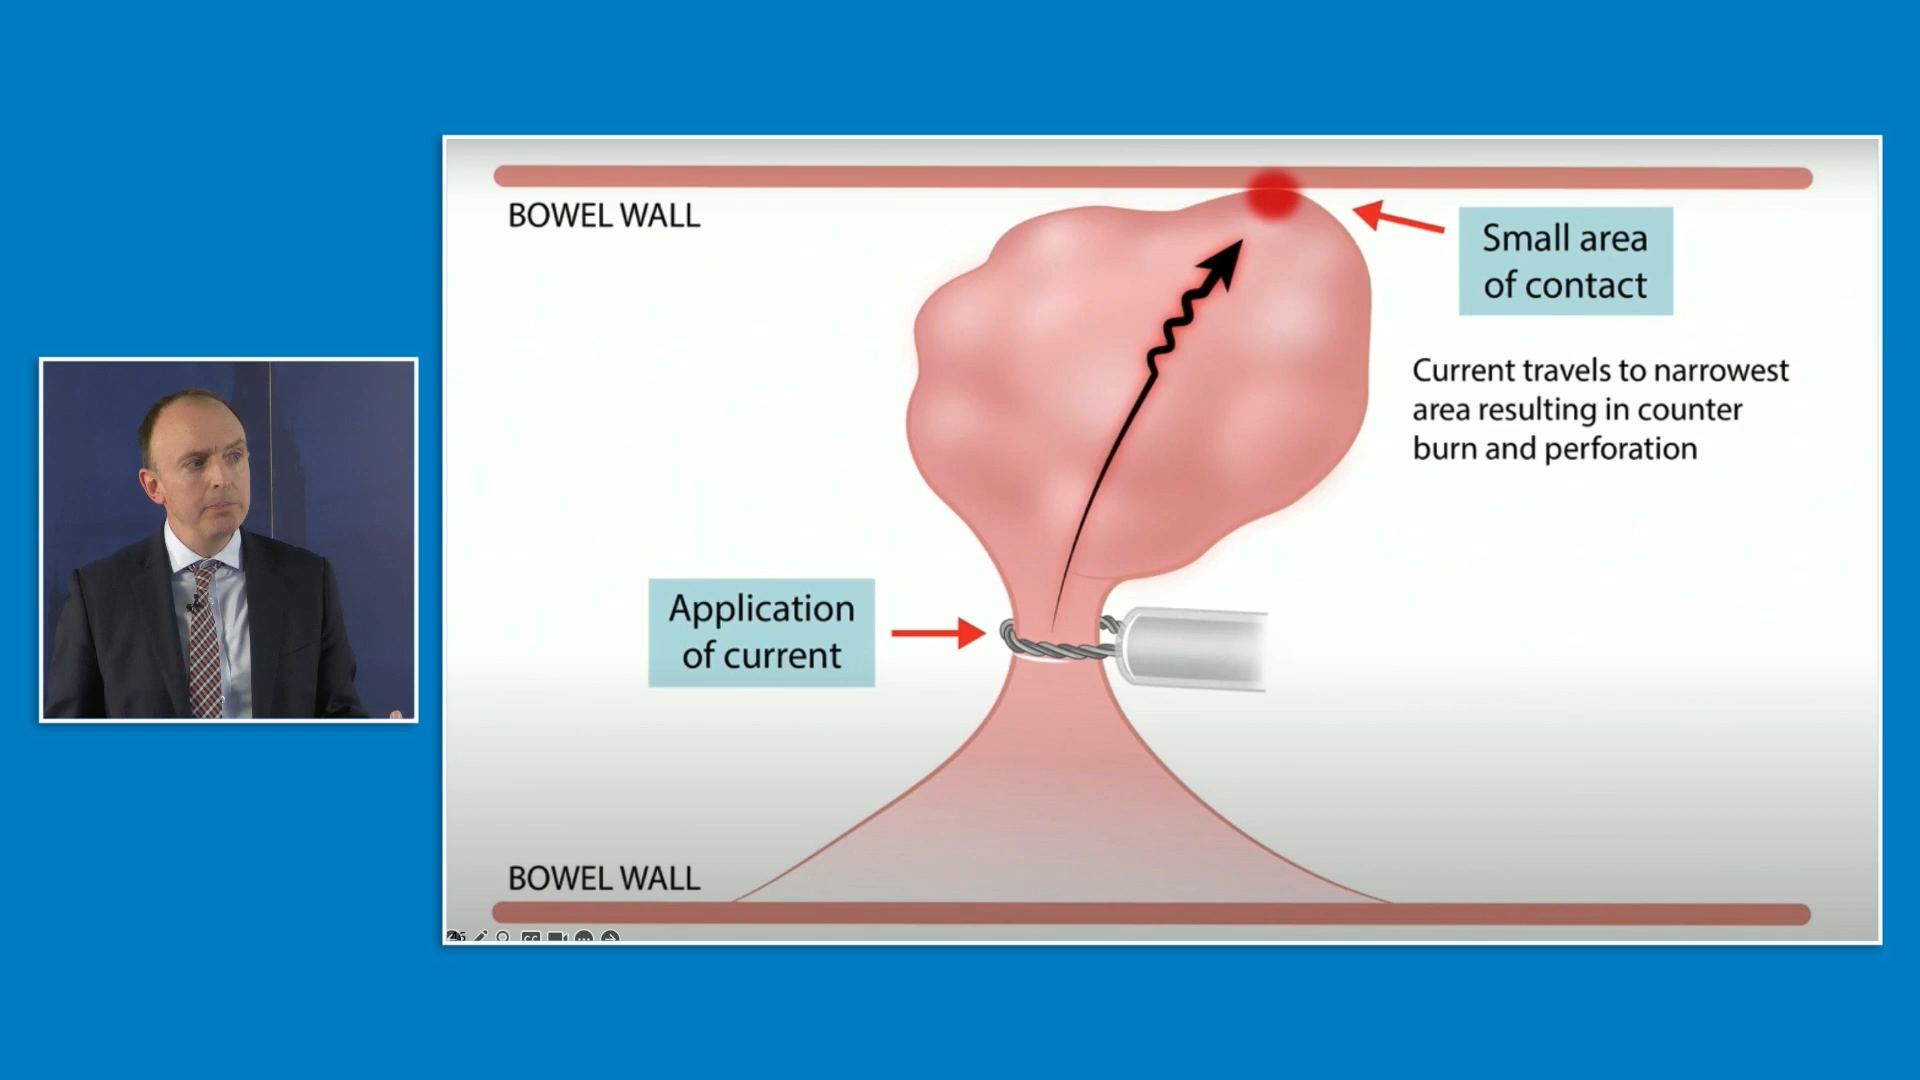 BOWEL WALL
Small area
of contact
Current travels to narrowest
area resulting in counter
burn and perforation
Application
of current
BOWEL WALL